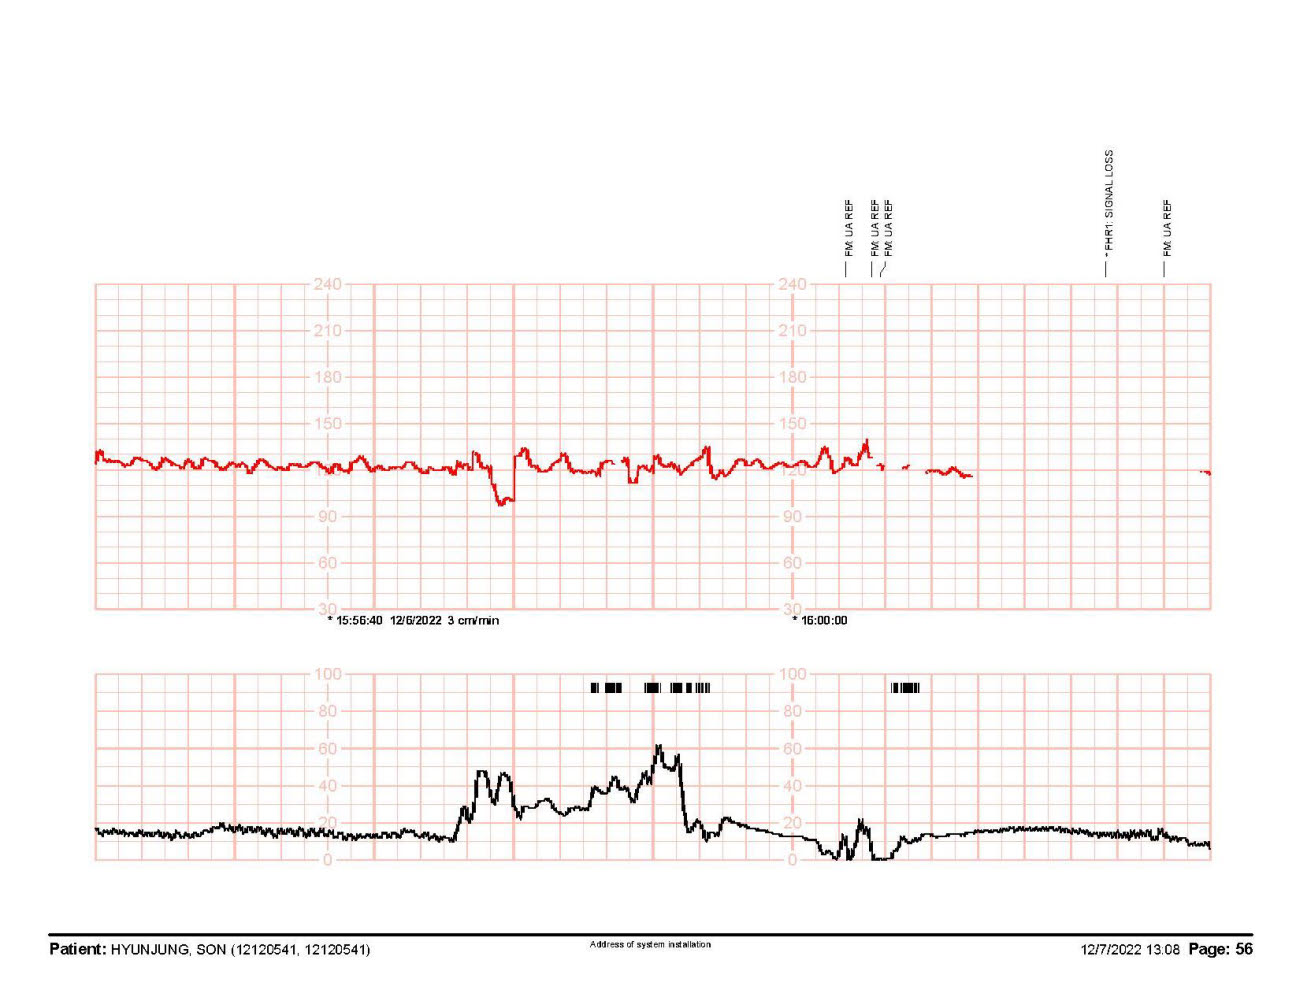 FM: UA REF
FM: UA REF
FM: UA REF
* FHR1: SIGNAL LOSS
FM: UA REF
240 240
210 210
180 180
150 150
120
90 90
60 60
30 30
* 15:56:40 12/6/2022 3 cm/min * 16:00:00
100 100
80 80
60 60
40 40
20 20
0 0
Patient: HYUNJUNG, SON (12120541, 12120541) Address of system installation 12/7/2022 13:08 Page: 56